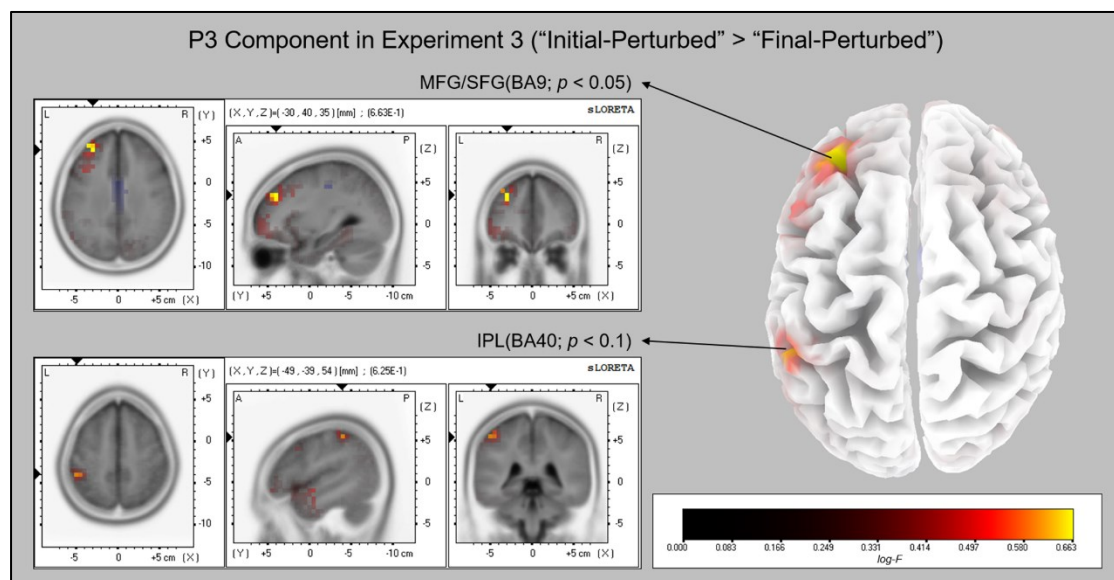 P3 Component in Experiment 3 (“Initial-Perturbed” > “Final-Perturbed”)
MFG/SFG(BA9; p < 0.05)
L R (Y)
(X,Y,Z)=(-30,40,35)[mm] ; (6.63E-1) sLORETA
A P (Z)
L R (Z)
+5
0
-5
-10
-5 0 +5 cm (X)
+5
0
-5
(Y) +5 0 -5 -10 cm
+5
0
-5
-5 0 +5 cm (X)
IPL(BA40; p < 0.1)
L R (Y)
(X,Y,Z)=(-49,-39,54)[mm] ; (6.25E-1) sLORETA
A P (Z)
L R (Z)
+5
0
-5
-10
-5 0 +5 cm (X)
+5
0
-5
(Y) +5 0 -5 -10 cm
+5
0
-5
-5 0 +5 cm (X)
0.000 0.083 0.166 0.249 0.331 0.414 0.497 0.580 0.663
log-F